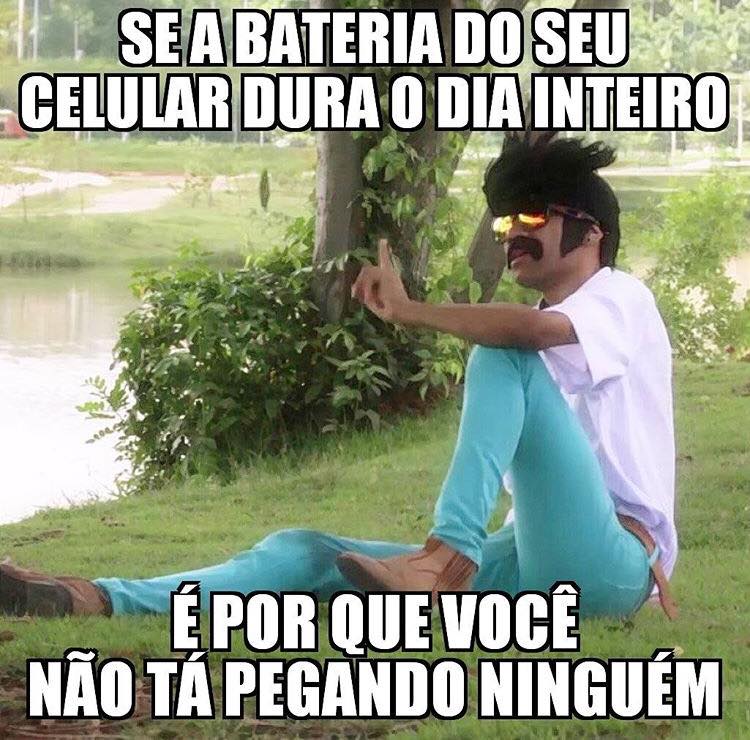 SE A BATERIA DO SEU
CELULAR DURA O DIA INTEIRO
É POR QUE VOCÊ
NÃO TÁ PEGANDO NINGUÉM